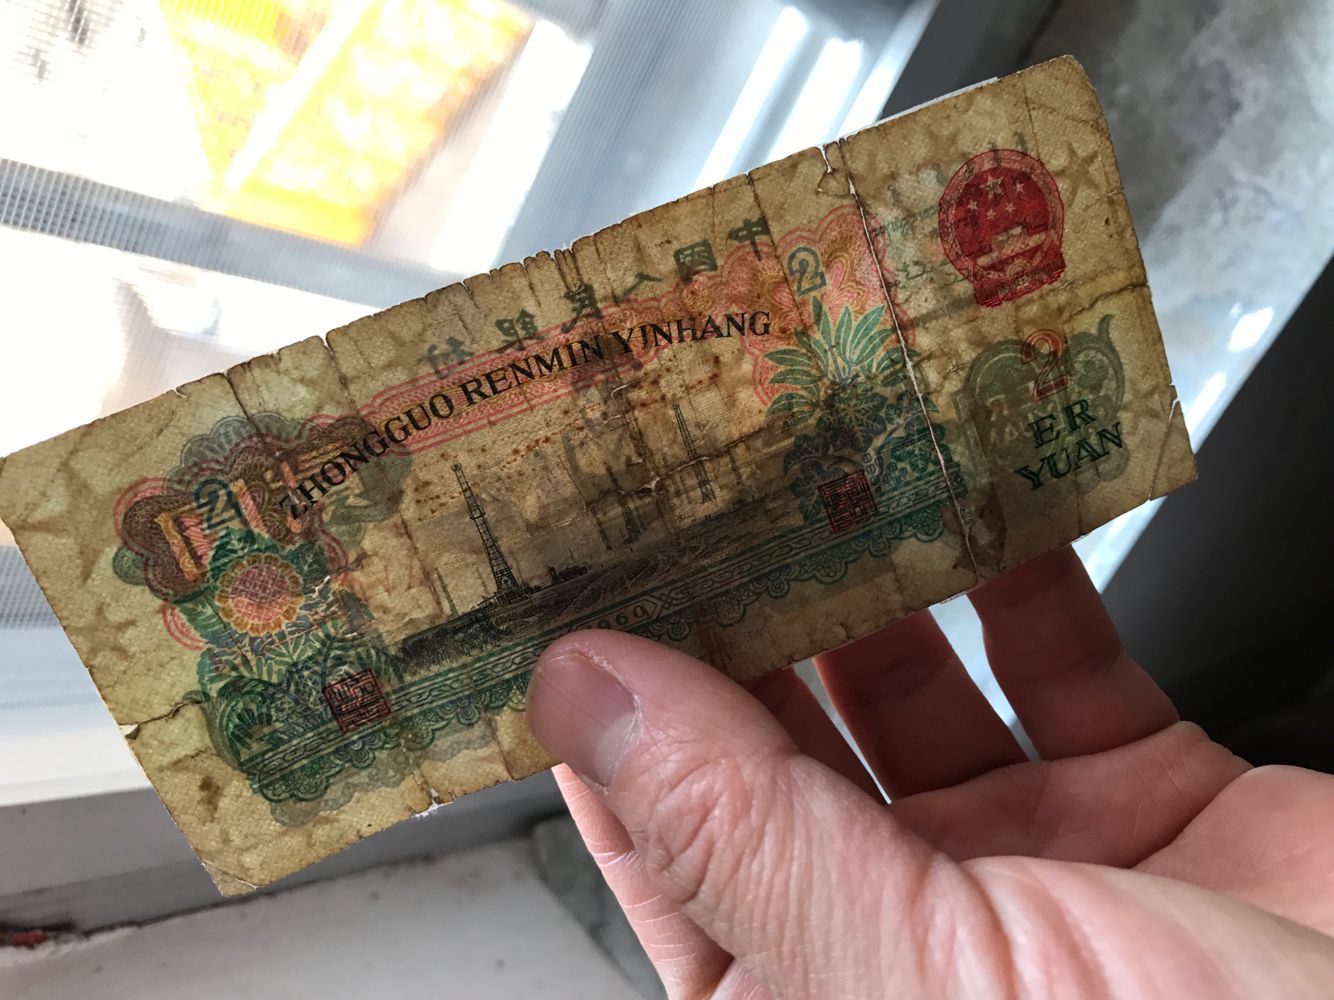 ZHONGGUO RENMIN YINHANG
2
2
2
ER
YUAN
1960
中国人民银行